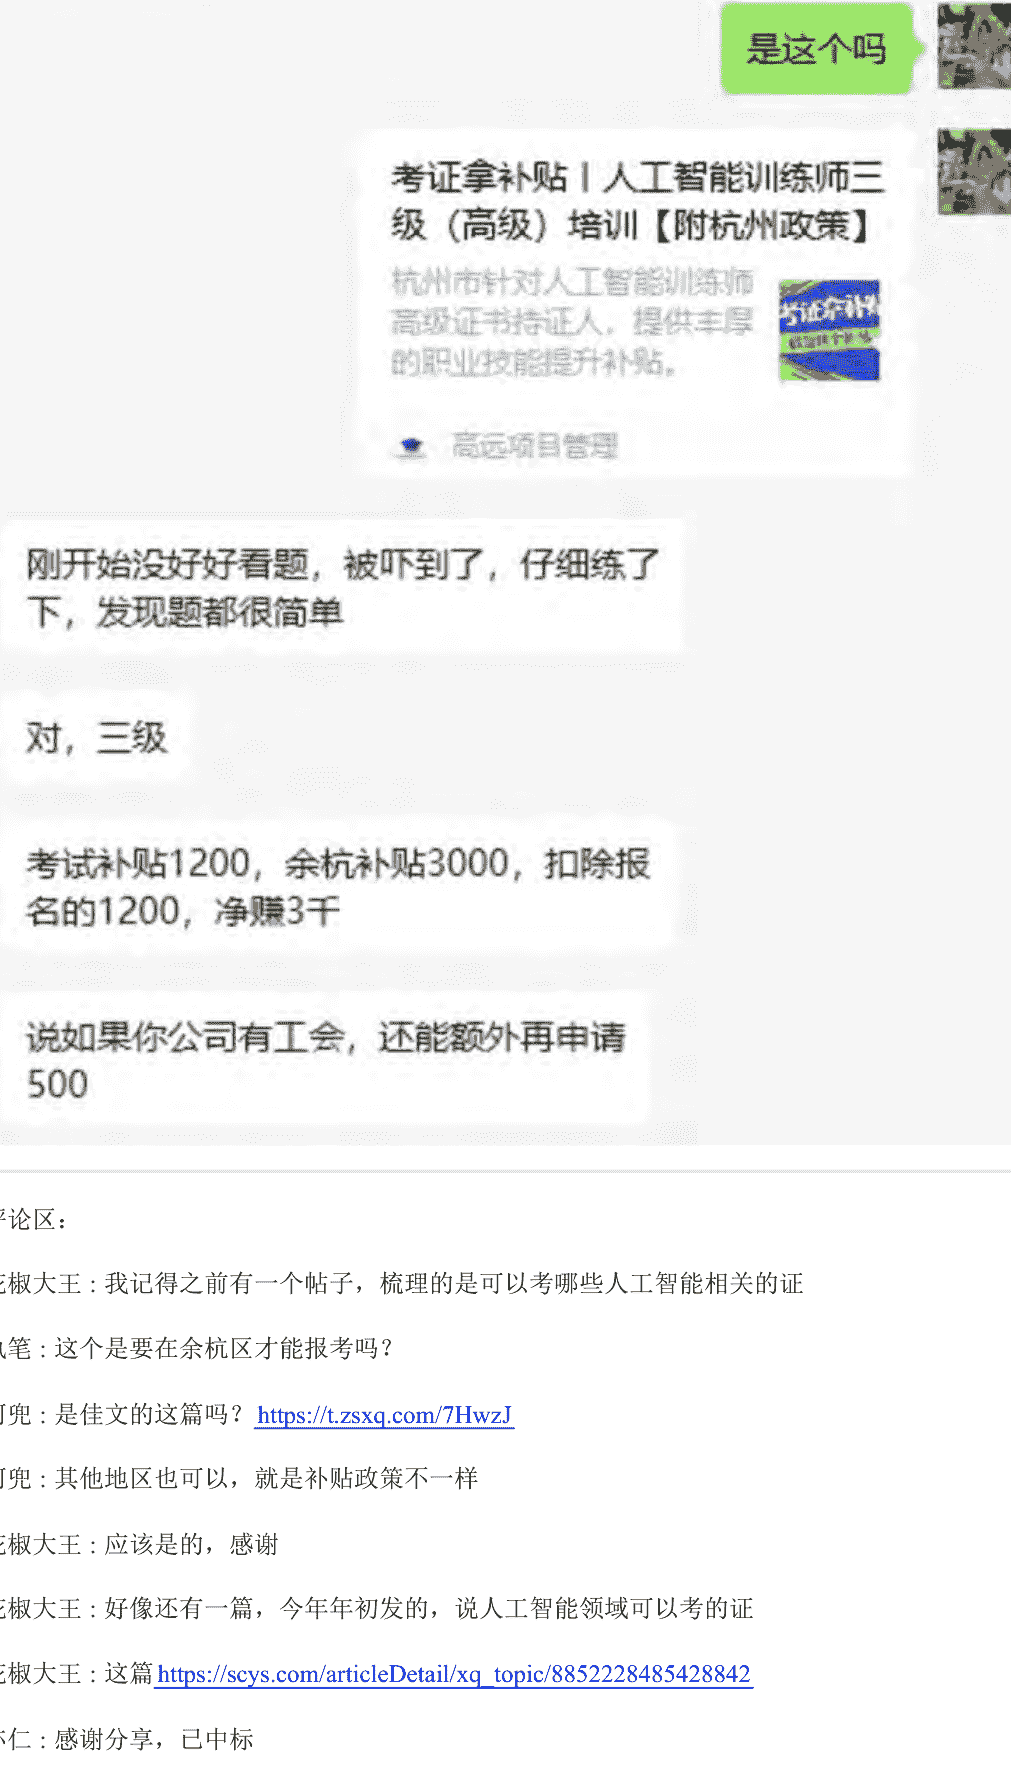 是这个吗
考证拿补贴丨人工智能训练师三
级（高级）培训【附杭州政策】
杭州市针对人工智能训练师
高级证书持证人，提供丰厚
的职业技能提升补贴。
高远项目管理
刚开始没好好看题，被吓到了，仔细练了
下，发现题都很简单
对，三级
考试补贴1200，余杭补贴3000，扣除报
名的1200，净赚3千
说如果你公司有工会，还能额外再申请
500
评论区：
花椒大王 : 我记得之前有一个帖子，梳理的是可以考哪些人工智能相关的证
笔 : 这个是要在余杭区才能报考吗？
兜 : 是佳文的这篇吗？https://t.zsxq.com/7HwzJ
兜 : 其他地区也可以，就是补贴政策不一样
花椒大王 : 应该是的，感谢
花椒大王 : 好像还有一篇，今年年初发的，说人工智能领域可以考的证
花椒大王 : 这篇https://scys.com/articleDetail/xq_topic/8852228485428842
亦仁 : 感谢分享，已中标